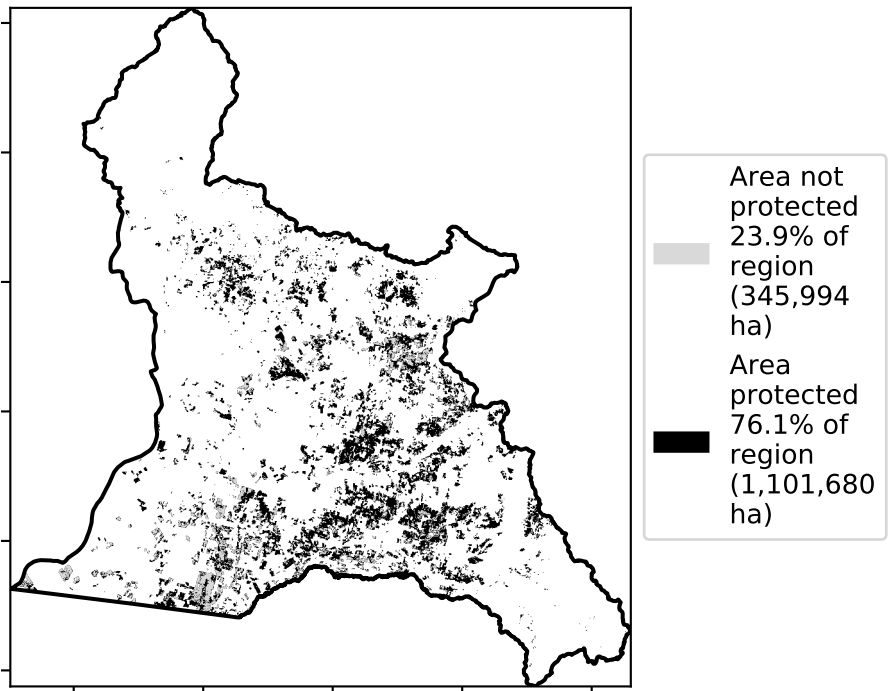 Area not
protected
23.9% of
region
(345,994
ha)
Area
protected
76.1% of
region
(1,101,680
ha)